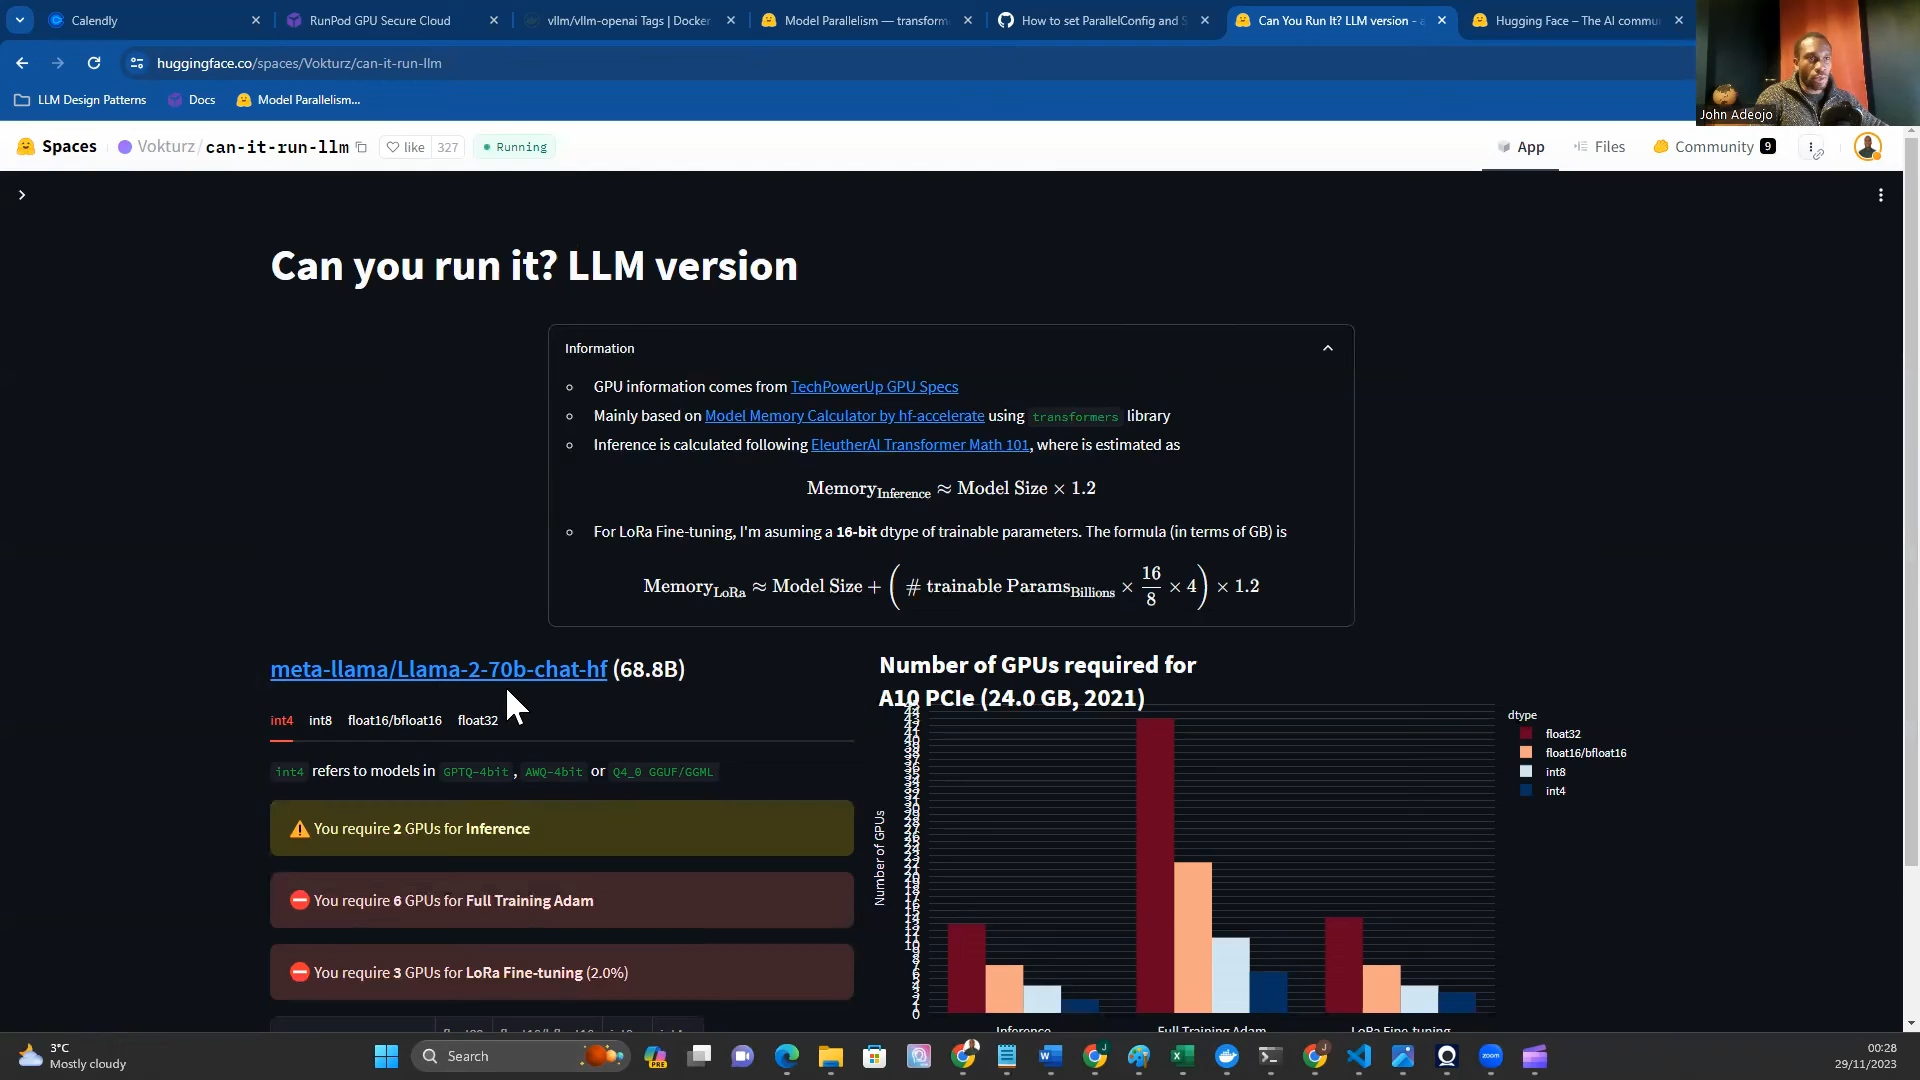 Calendly
RunPod GPU Secure Cloud
vllm/vllm-openai Tags | Docker
Model Parallelism — transform
How to set ParallelConfig and S
Can You Run It? LLM version - a
Hugging Face – The AI commu
huggingface.co/spaces/Vokturz/can-it-run-llm
LLM Design Patterns
Docs
Model Parallelism...
John Adeojo
Spaces
Vokturz/can-it-run-llm
like 327
Running
App
Files
Community 9
Can you run it? LLM version
Information
GPU information comes from TechPowerUp GPU Specs
Mainly based on Model Memory Calculator by hf-accelerate using transformers library
Inference is calculated following EleutherAI Transformer Math 101, where is estimated as
Memory_Inference ≈ Model Size × 1.2
For LoRa Fine-tuning, I'm asuming a 16-bit dtype of trainable parameters. The formula (in terms of GB) is
Memory_LoRa ≈ Model Size + ( # trainable Params_Billions × 16/8 × 4 ) × 1.2
meta-llama/Llama-2-70b-chat-hf (68.8B)
int4 int8 float16/bfloat16 float32
int4 refers to models in GPTQ-4bit, AWQ-4bit or Q4_0 GGUF/GGML
You require 2 GPUs for Inference
You require 6 GPUs for Full Training Adam
You require 3 GPUs for LoRa Fine-tuning (2.0%)
Number of GPUs required for
A10 PCIe (24.0 GB, 2021)
Number of GPUs
0
Inference
Full Training Adam
LoRa Fine-tuning
dtype
float32
float16/bfloat16
int8
int4
3°C
Mostly cloudy
Search
PRE
zoom
00:28
29/11/2023